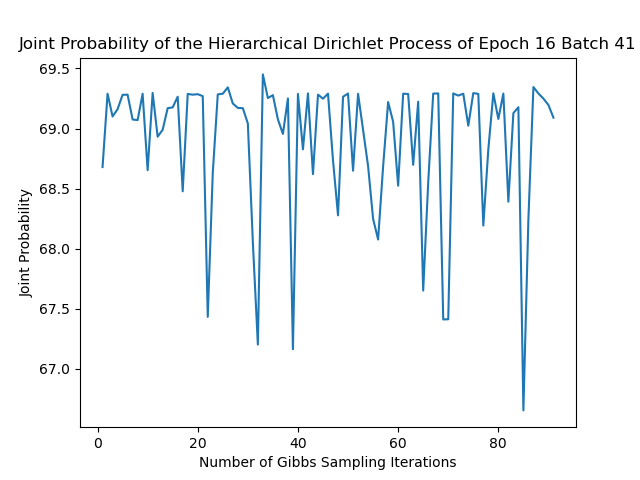 Joint Probability of the Hierarchical Dirichlet Process of Epoch 16 Batch 41
69.5
69.0
68.5
68.0
67.5
67.0
Joint Probability
0 20 40 60 80
Number of Gibbs Sampling Iterations